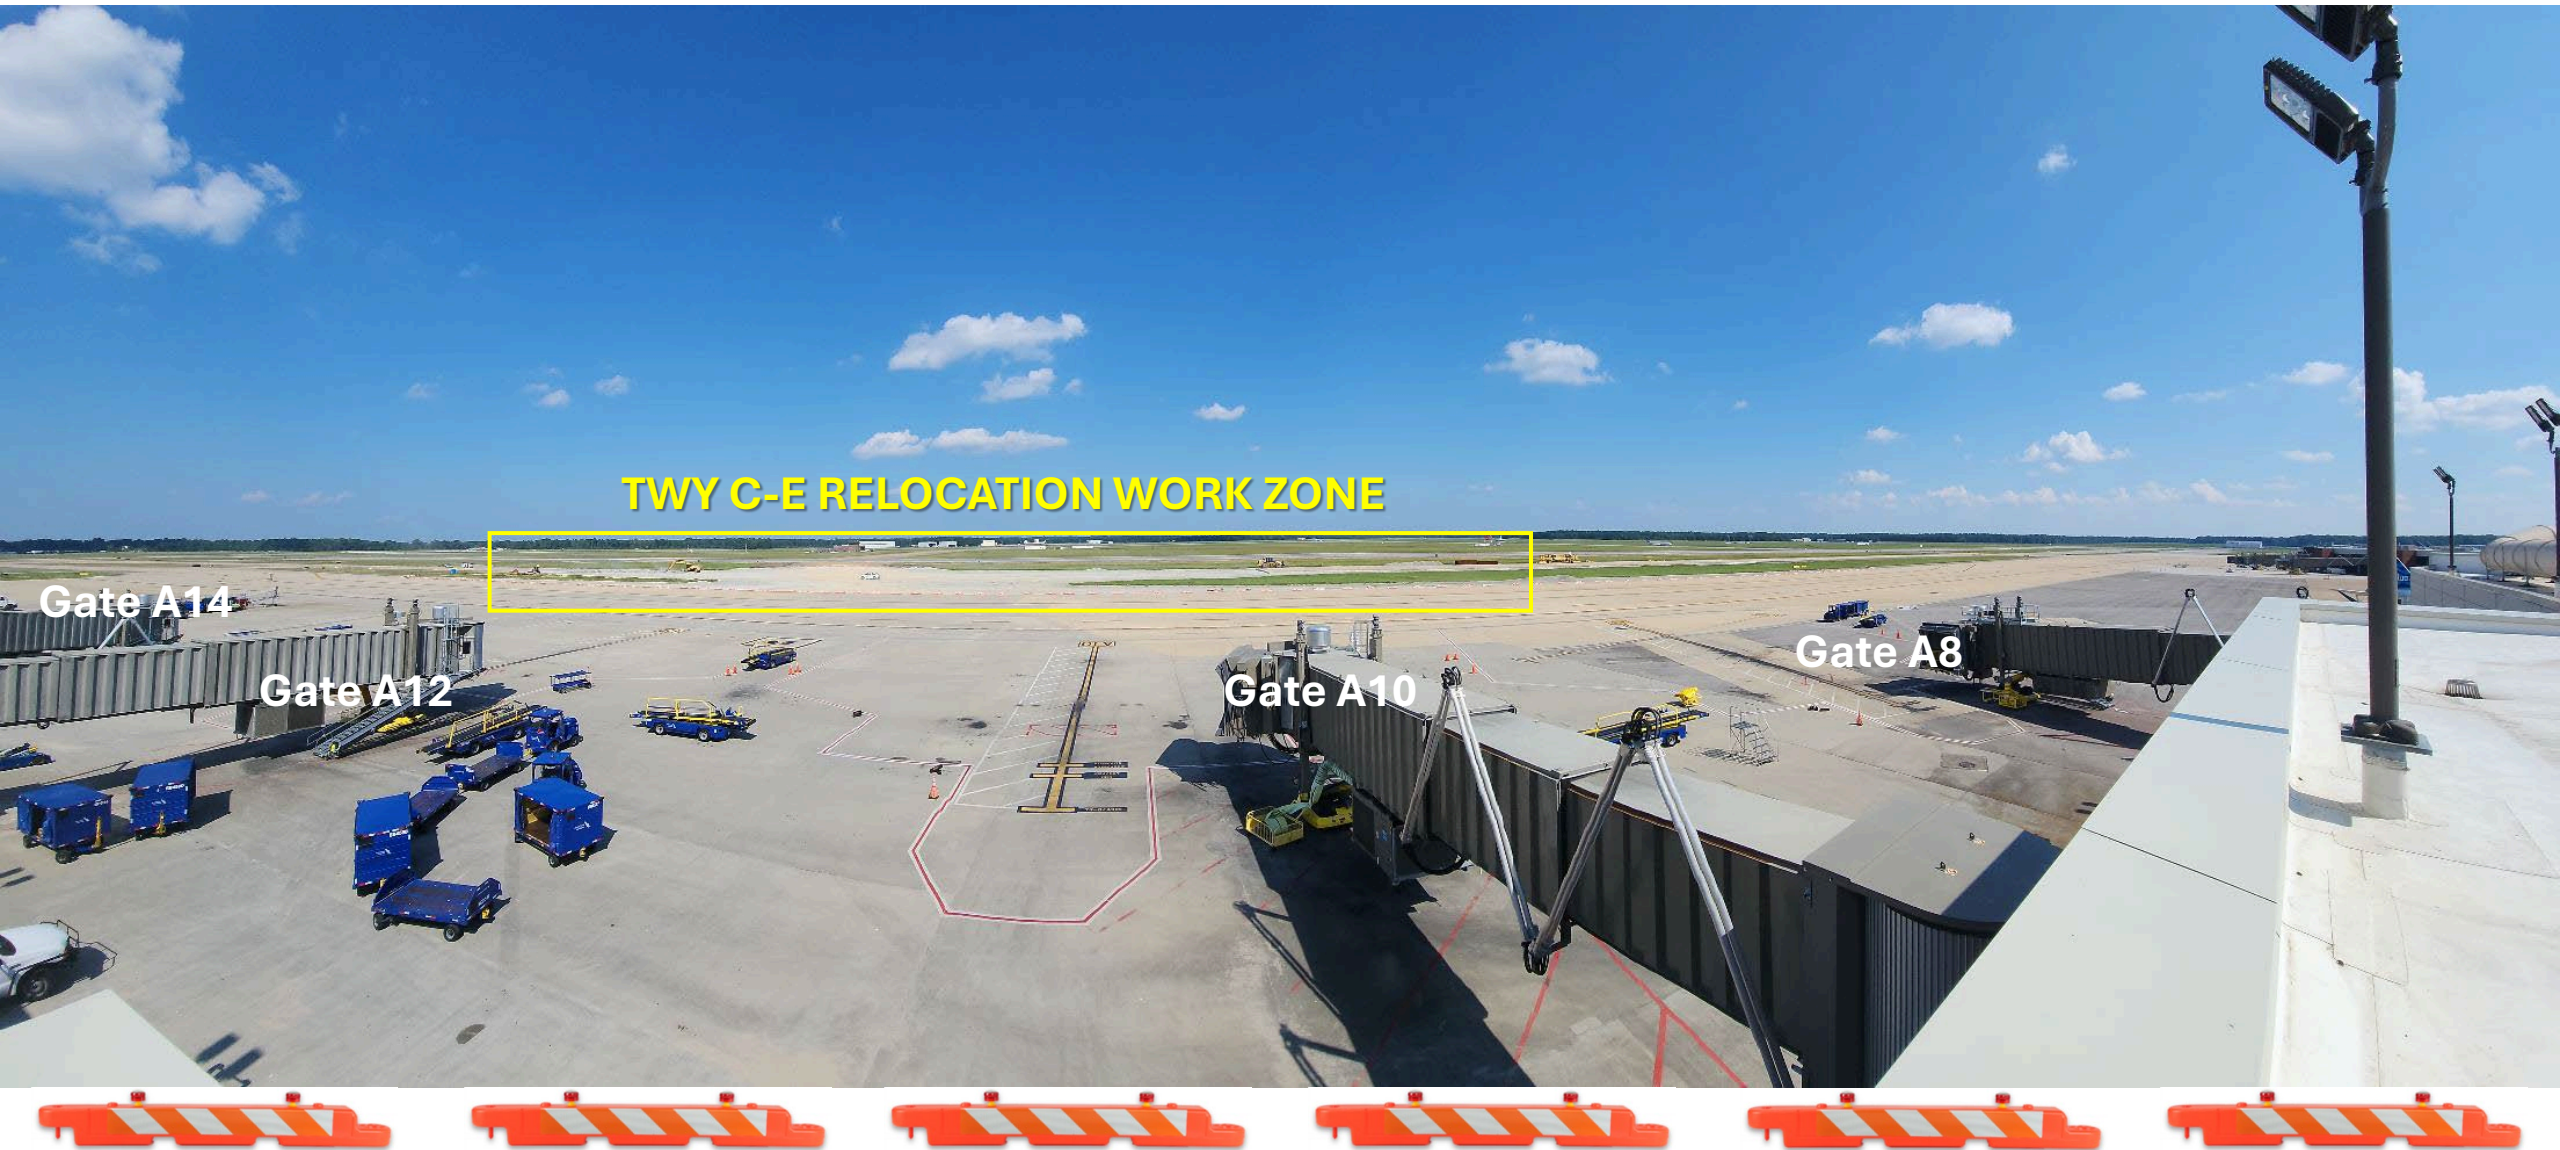 TWY C-E RELOCATION WORK ZONE
Gate A14
Gate A12
Gate A10
Gate A8